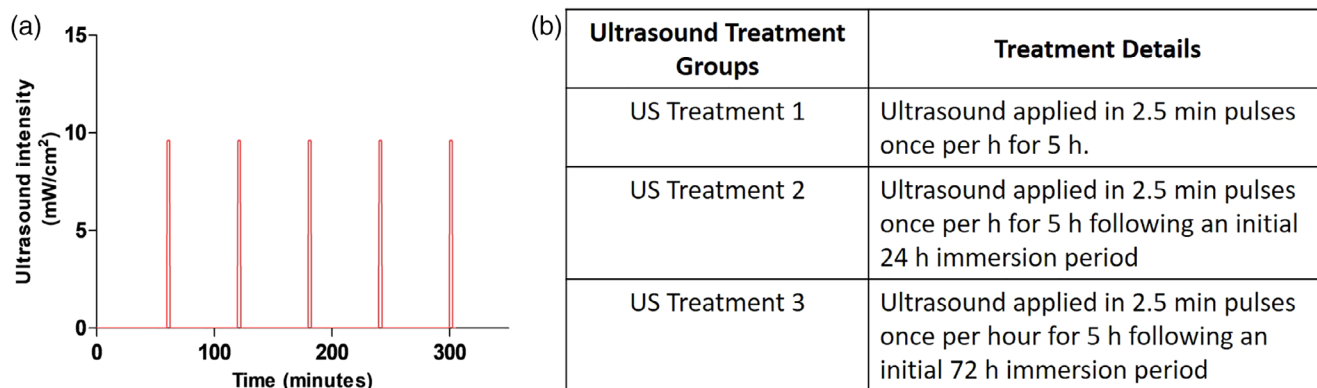 (a)
15
10
5
0
Ultrasound intensity
(mW/cm²)
0 100 200 300
Time (minutes)
(b)
Ultrasound Treatment
Groups
Treatment Details
US Treatment 1
Ultrasound applied in 2.5 min pulses
once per h for 5 h.
US Treatment 2
Ultrasound applied in 2.5 min pulses
once per h for 5 h following an initial
24 h immersion period
US Treatment 3
Ultrasound applied in 2.5 min pulses
once per hour for 5 h following an
initial 72 h immersion period